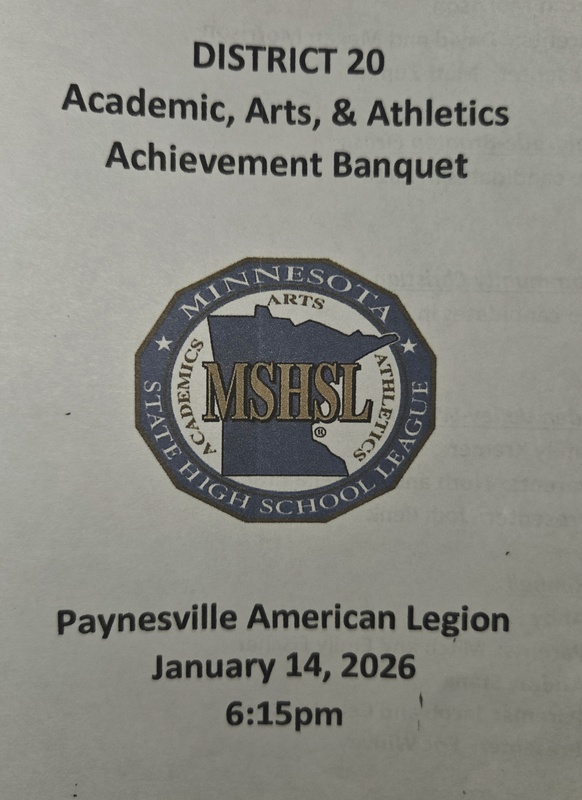 DISTRICT 20
Academic, Arts, & Athletics
Achievement Banquet
MINNESOTA
ARTS
ACADEMICS
ATHLETICS
MSHSL
®
STATE HIGH SCHOOL LEAGUE
Paynesville American Legion
January 14, 2026
6:15pm